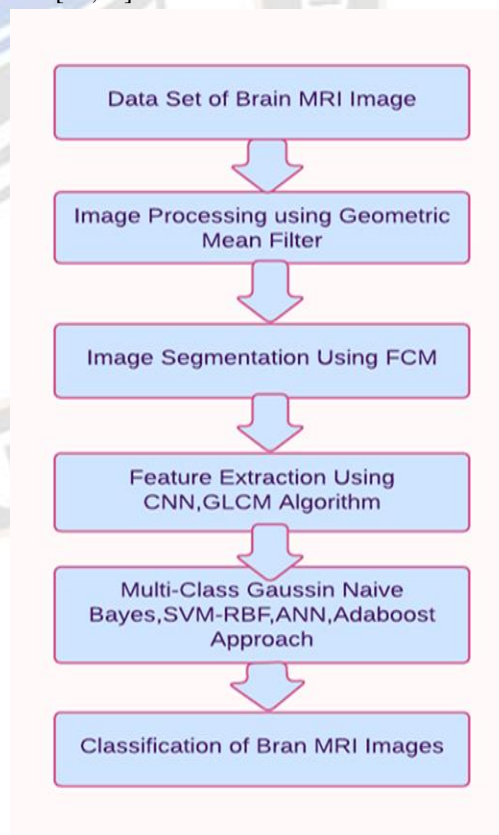 Data Set of Brain MRI Image
Image Processing using Geometric
Mean Filter
Image Segmentation Using FCM
Feature Extraction Using
CNN,GLCM Algorithm
Multi-Class Gaussin Naive
Bayes,SVM-RBF,ANN,Adaboost
Approach
Classification of Bran MRI Images